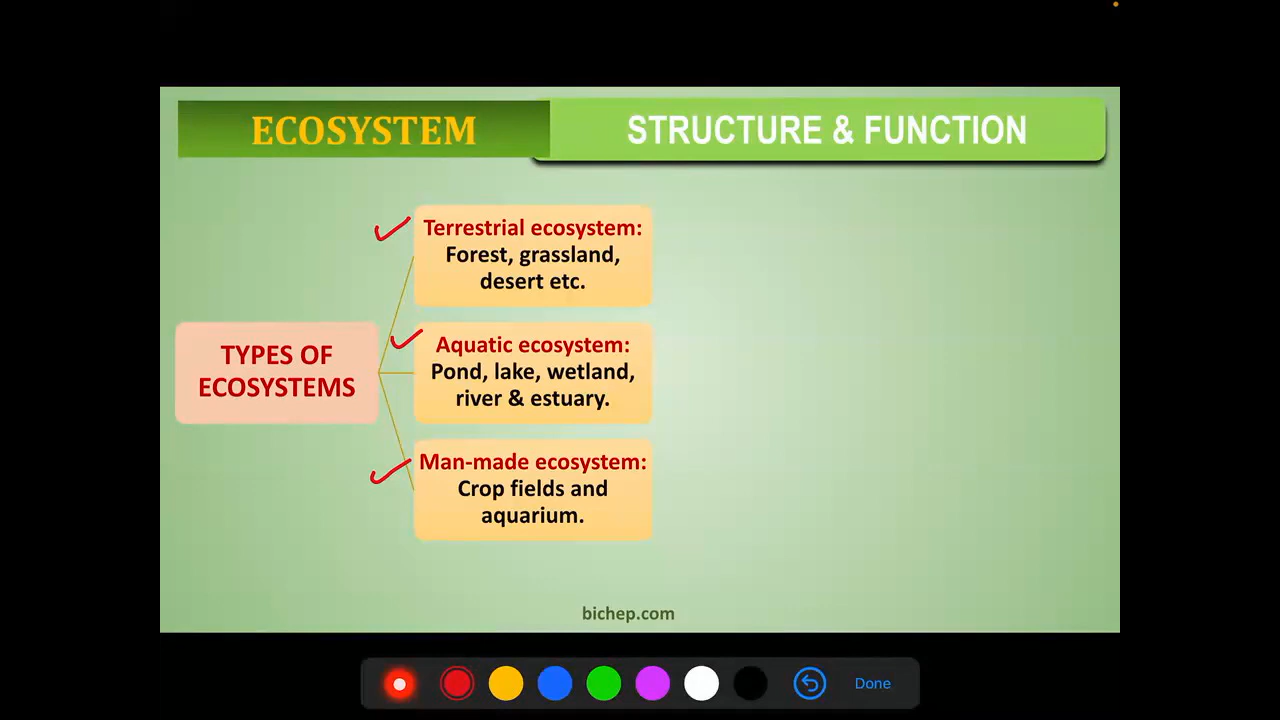 ECOSYSTEM
STRUCTURE & FUNCTION
Terrestrial ecosystem:
Forest, grassland,
desert etc.
TYPES OF
ECOSYSTEMS
Aquatic ecosystem:
Pond, lake, wetland,
river & estuary.
Man-made ecosystem:
Crop fields and
aquarium.
bichep.com
Done